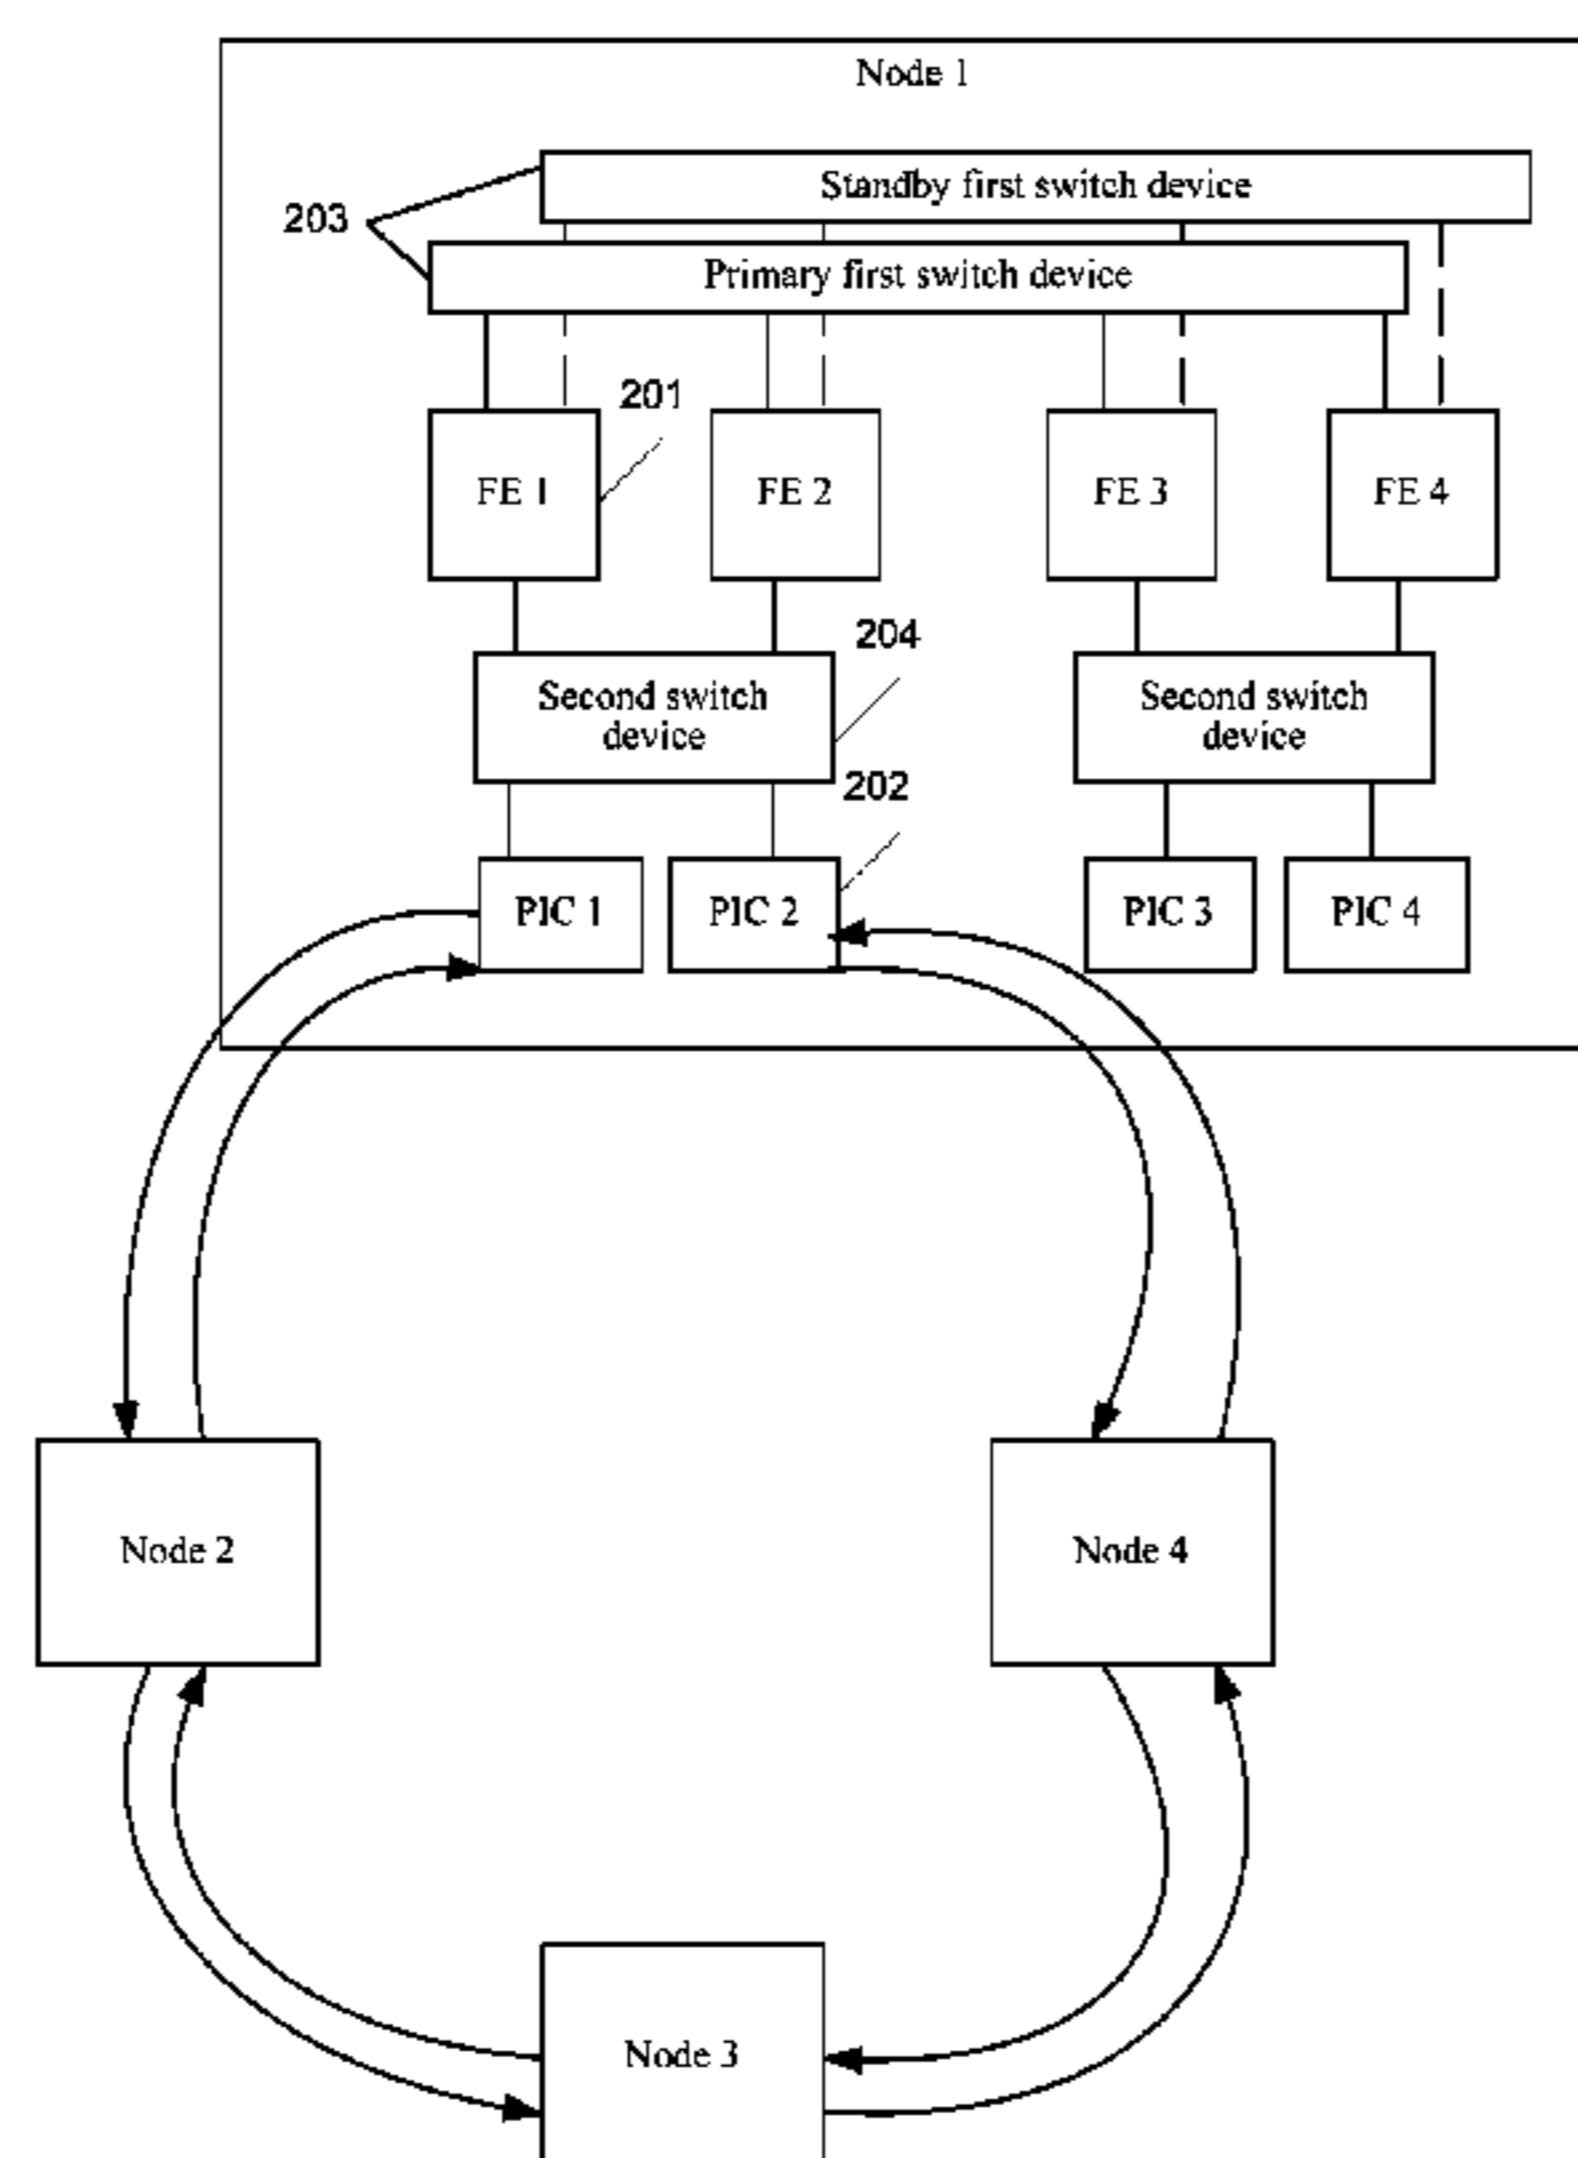 Node 1
Standby first switch device
203
Primary first switch device
201
FE 1
FE 2
FE 3
FE 4
204
Second switch
device
Second switch
device
202
PIC 1
PIC 2
PIC 3
PIC 4
Node 2
Node 4
Node 3